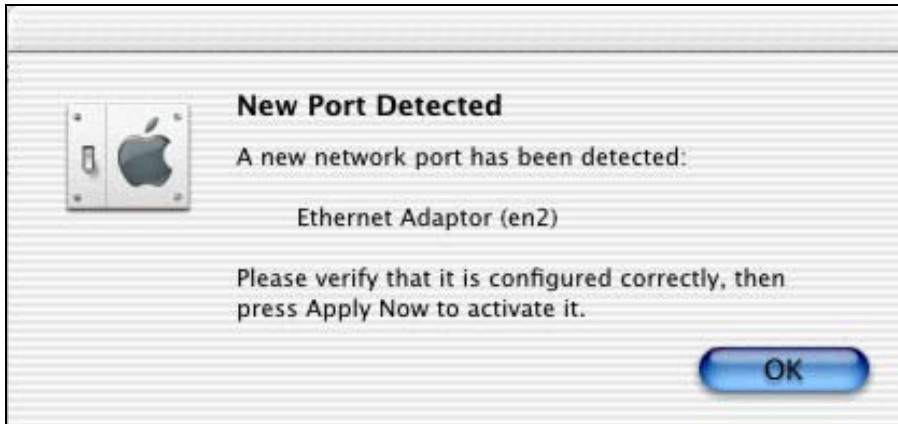 New Port Detected
A new network port has been detected:
Ethernet Adaptor (en2)
Please verify that it is configured correctly, then
press Apply Now to activate it.
OK